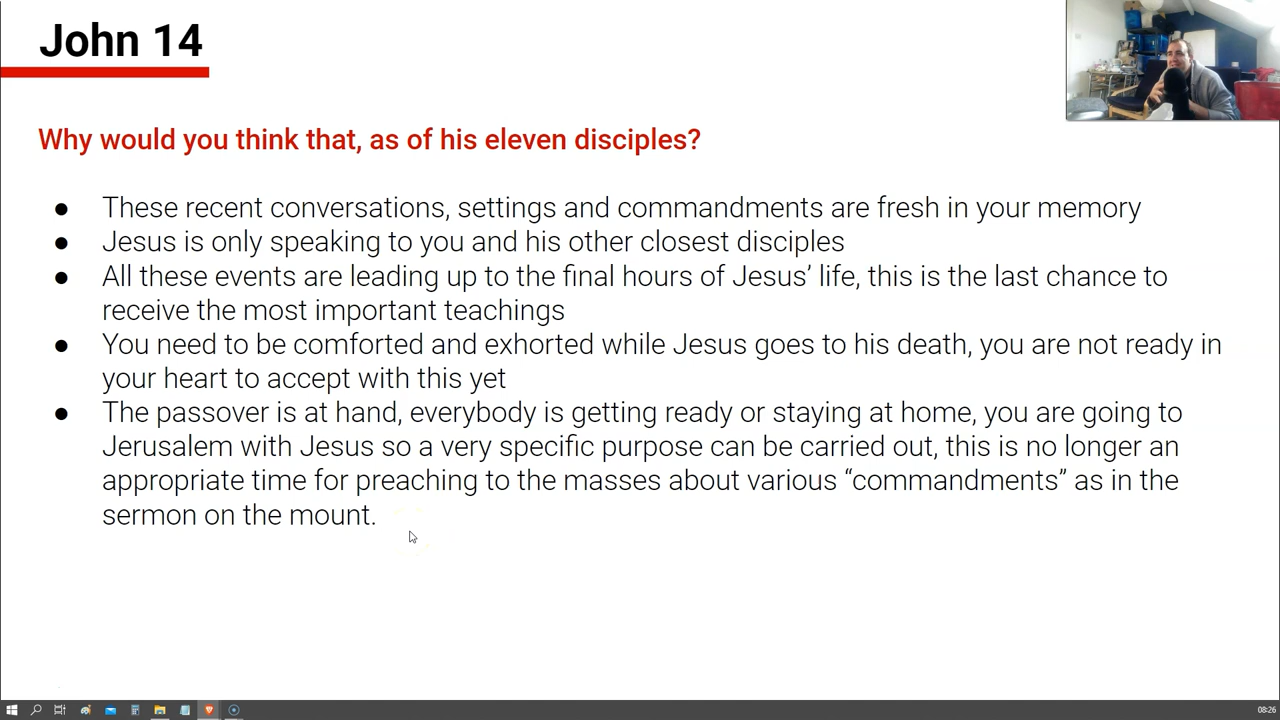 John 14
Why would you think that, as of his eleven disciples?
● These recent conversations, settings and commandments are fresh in your memory
● Jesus is only speaking to you and his other closest disciples
● All these events are leading up to the final hours of Jesus’ life, this is the last chance to
receive the most important teachings
● You need to be comforted and exhorted while Jesus goes to his death, you are not ready in
your heart to accept with this yet
● The passover is at hand, everybody is getting ready or staying at home, you are going to
Jerusalem with Jesus so a very specific purpose can be carried out, this is no longer an
appropriate time for preaching to the masses about various “commandments” as in the
sermon on the mount.
08:26